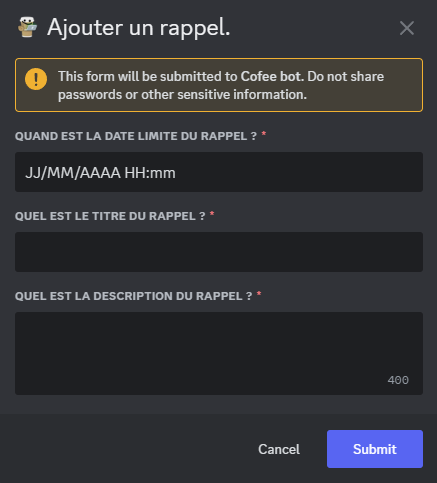 Ajouter un rappel.
This form will be submitted to Cofee bot. Do not share
passwords or other sensitive information.
QUAND EST LA DATE LIMITE DU RAPPEL ? *
JJ/MM/AAAA HH:mm
QUEL EST LE TITRE DU RAPPEL ? *
QUEL EST LA DESCRIPTION DU RAPPEL ? *
400
Cancel
Submit